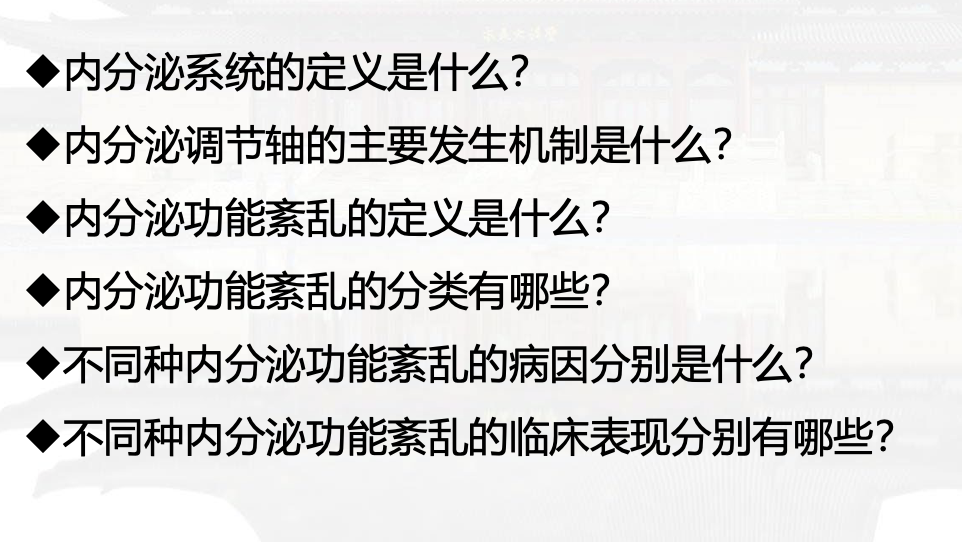 ◆内分泌系统的定义是什么？
◆内分泌调节轴的主要发生机制是什么？
◆内分泌功能紊乱的定义是什么？
◆内分泌功能紊乱的分类有哪些？
◆不同种内分泌功能紊乱的病因分别是什么？
◆不同种内分泌功能紊乱的临床表现分别有哪些？